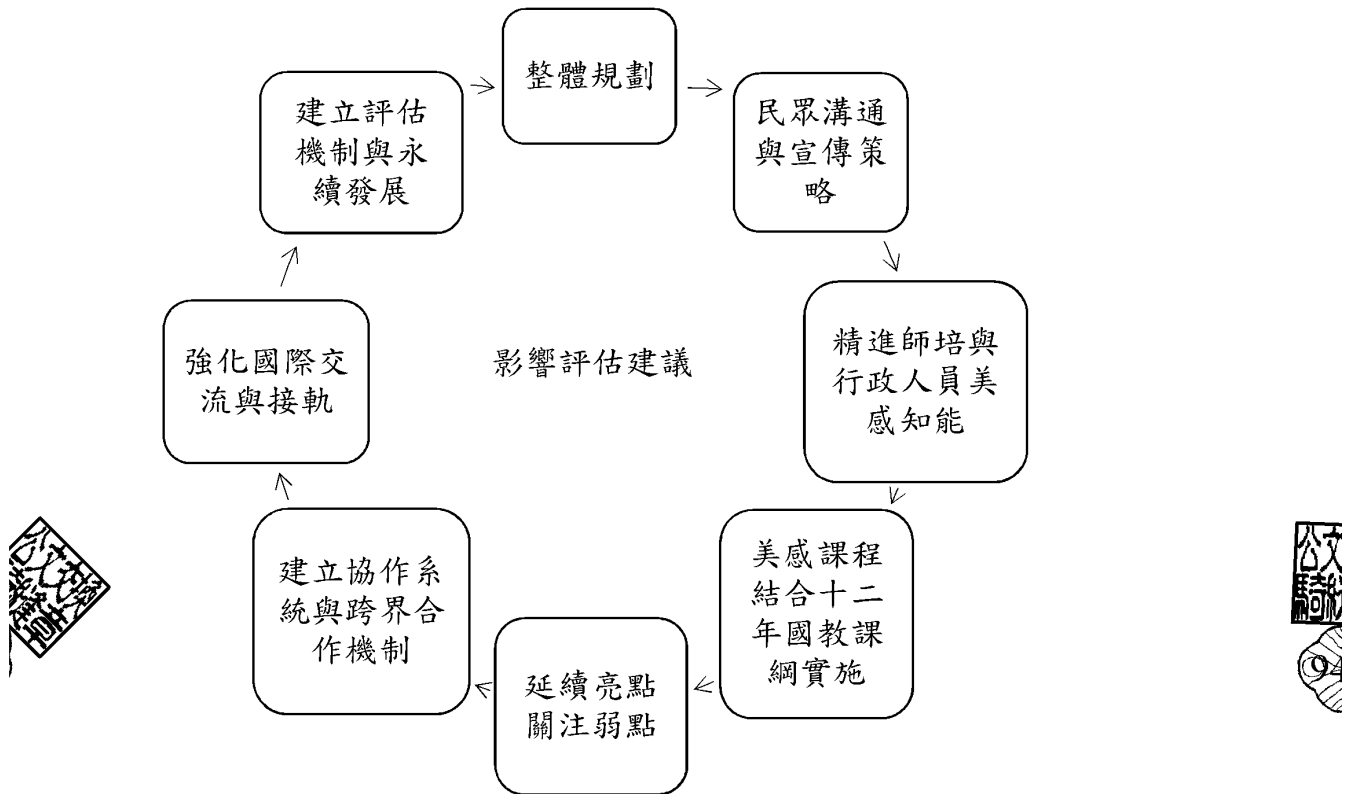 整體規劃
民眾溝通
與宣傳策
略
精進師培與
行政人員美
感知能
美感課程
結合十二
年國教課
綱實施
延續亮點
關注弱點
建立協作系
統與跨界合
作機制
強化國際交
流與接軌
建立評估
機制與永
續發展
影響評估建議